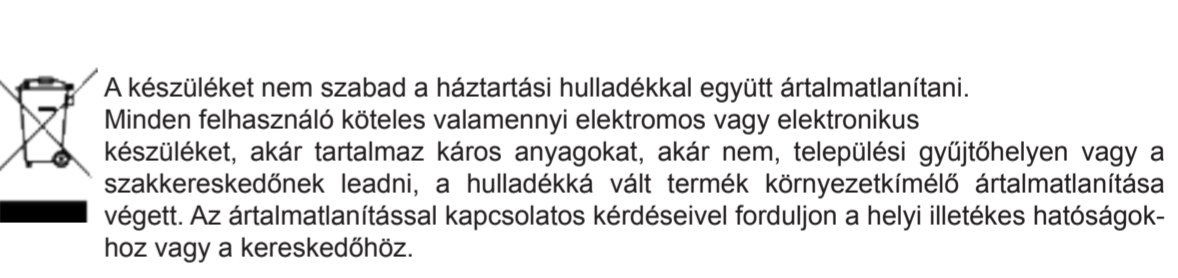 A készüléket nem szabad a háztartási hulladékkal együtt ártalmatlanítani.
Minden felhasználó köteles valamennyi elektromos vagy elektronikus
készüléket, akár tartalmaz káros anyagokat, akár nem, települési gyűjtőhelyen vagy a
szakkereskedőnek leadni, a hulladékká vált termék környezetkímélő ártalmatlanítása
végett. Az ártalmatlanítással kapcsolatos kérdéseivel forduljon a helyi illetékes hatóságok-
hoz vagy a kereskedőhöz.